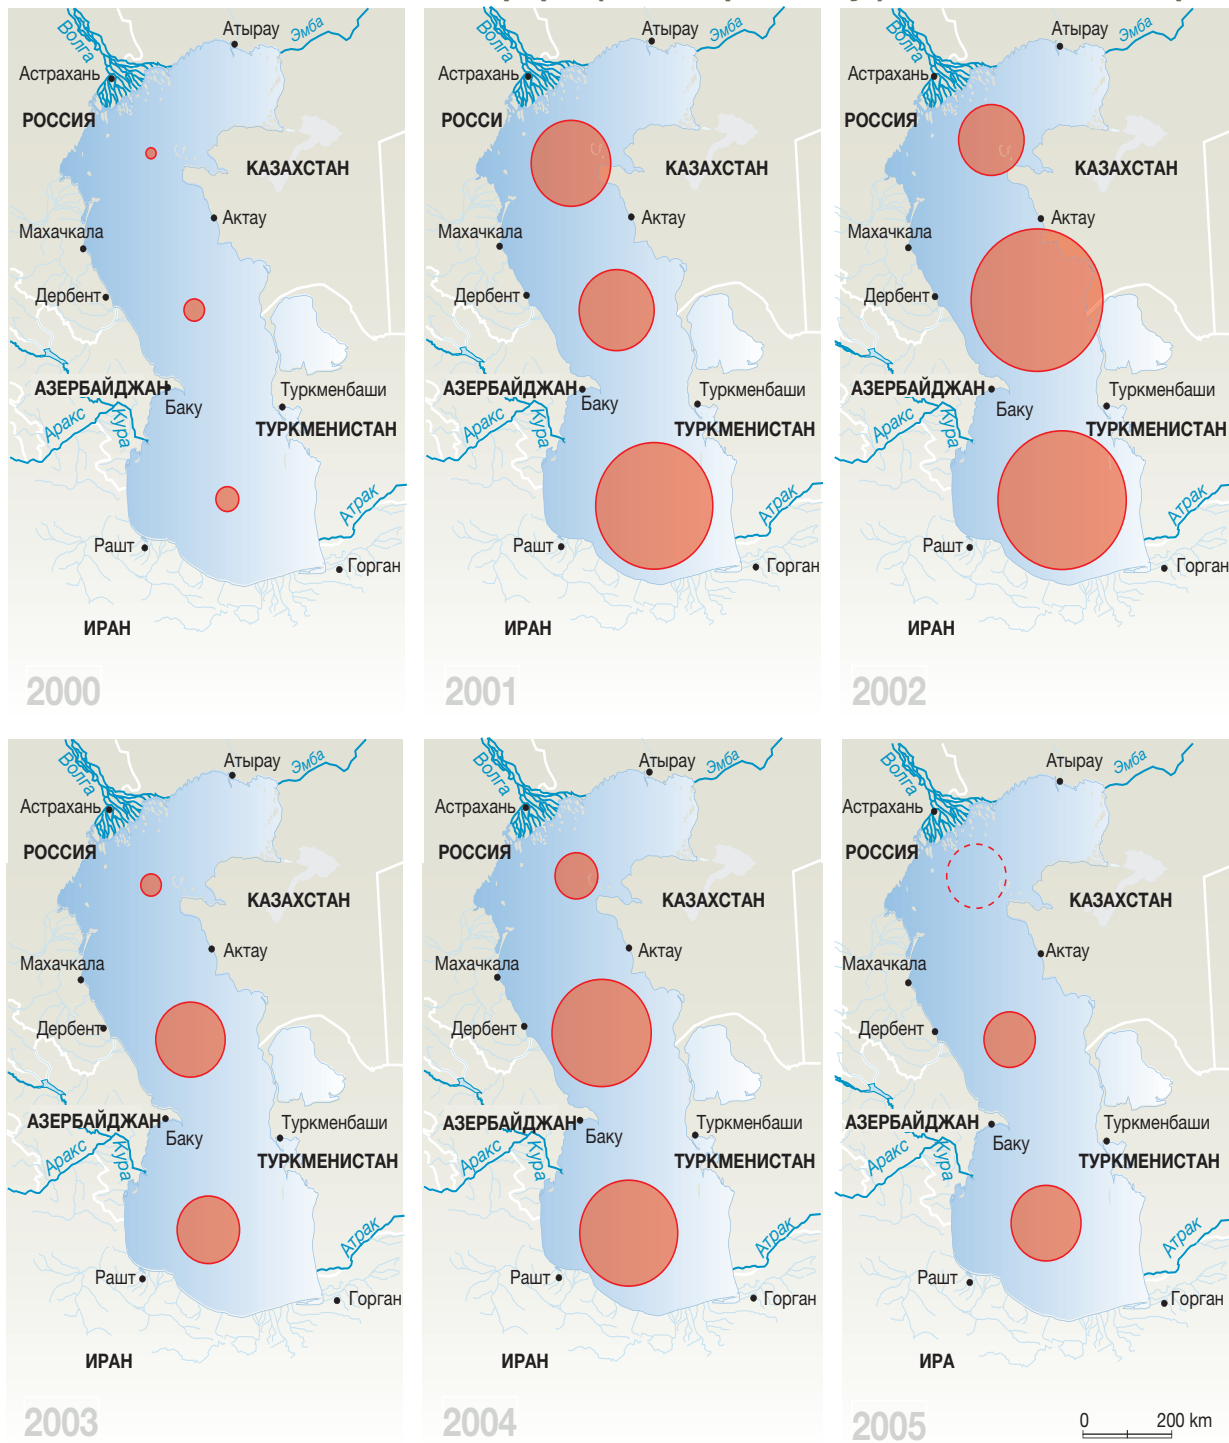 Атырау
Эмба
Волга
Астрахань
РОССИЯ
КАЗАХСТАН
Актау
Махачкала
Дербент
АЗЕРБАЙДЖАН
Баку
Туркменбаши
Аракс
Кура
ТУРКМЕНИСТАН
Атрак
Рашт
Горган
ИРАН
2000
Атырау
Эмба
Волга
Астрахань
РОССИ
КАЗАХСТАН
Актау
Махачкала
Дербент
АЗЕРБАЙДЖАН
Баку
Туркменбаши
Аракс
Кура
ТУРКМЕНИСТАН
Атрак
Рашт
Горган
ИРАН
2001
Атырау
Эмба
Волга
Астрахань
РОССИЯ
КАЗАХСТАН
Актау
Махачкала
Дербент
АЗЕРБАЙДЖАН
Баку
Туркменбаши
Аракс
Кура
ТУРКМЕНИСТАН
Атрак
Рашт
Горган
ИРАН
2002
Атырау
Эмба
Волга
Астрахань
РОССИЯ
КАЗАХСТАН
Актау
Махачкала
Дербент
АЗЕРБАЙДЖАН
Баку
Туркменбаши
Аракс
Кура
ТУРКМЕНИСТАН
Атрак
Рашт
Горган
ИРАН
2003
Атырау
Эмба
Волга
Астрахань
РОССИЯ
КАЗАХСТАН
Актау
Махачкала
Дербент
АЗЕРБАЙДЖАН
Баку
Туркменбаши
Аракс
Кура
ТУРКМЕНИСТАН
Атрак
Рашт
Горган
ИРАН
2004
Атырау
Эмба
Волга
Астрахань
РОССИЯ
КАЗАХСТАН
Актау
Махачкала
Дербент
АЗЕРБАЙДЖАН
Баку
Туркменбаши
Аракс
Кура
ТУРКМЕНИСТАН
Атрак
Рашт
Горган
ИРА
2005
0 200 km